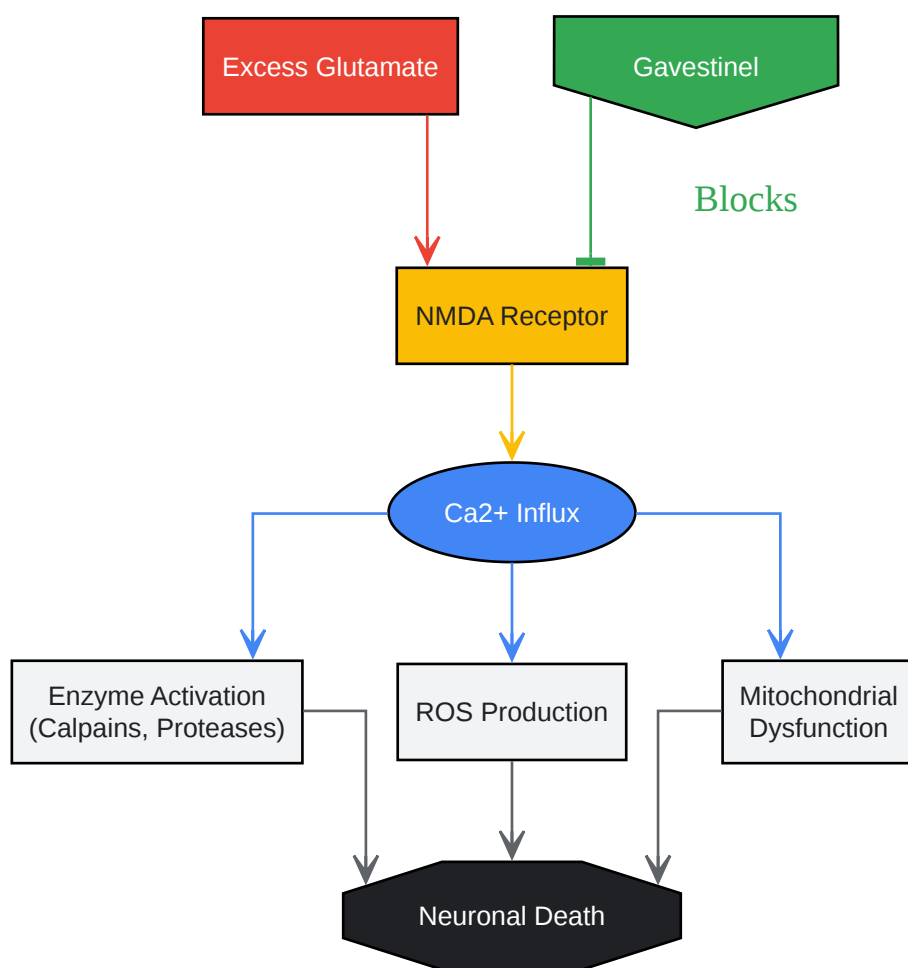 Excess Glutamate
Gavestinel
Blocks
NMDA Receptor
Ca2+ Influx
Enzyme Activation
(Calpains, Proteases)
ROS Production
Mitochondrial
Dysfunction
Neuronal Death